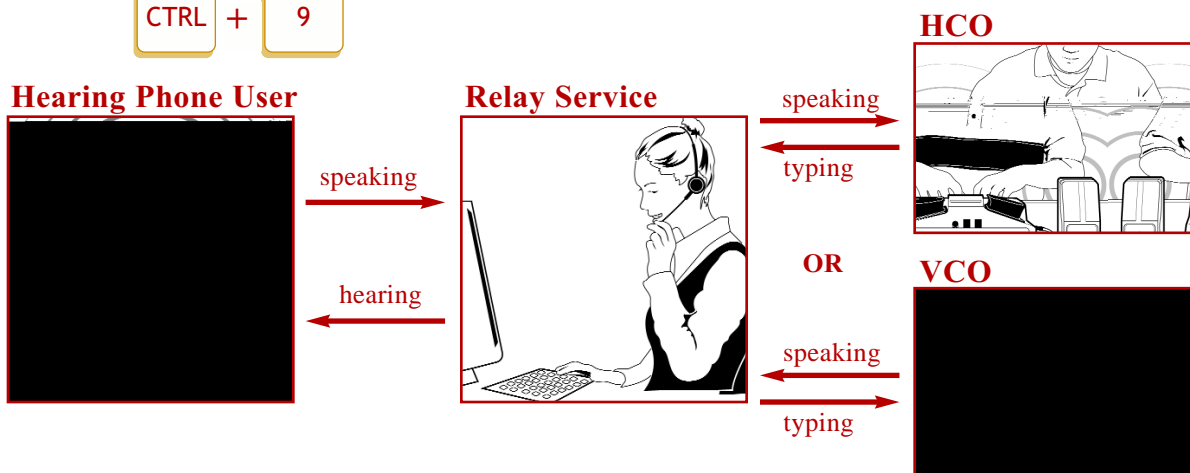 CTRL + 9
HCO
Hearing Phone User
Relay Service
speaking
typing
speaking
hearing
OR
VCO
speaking
typing